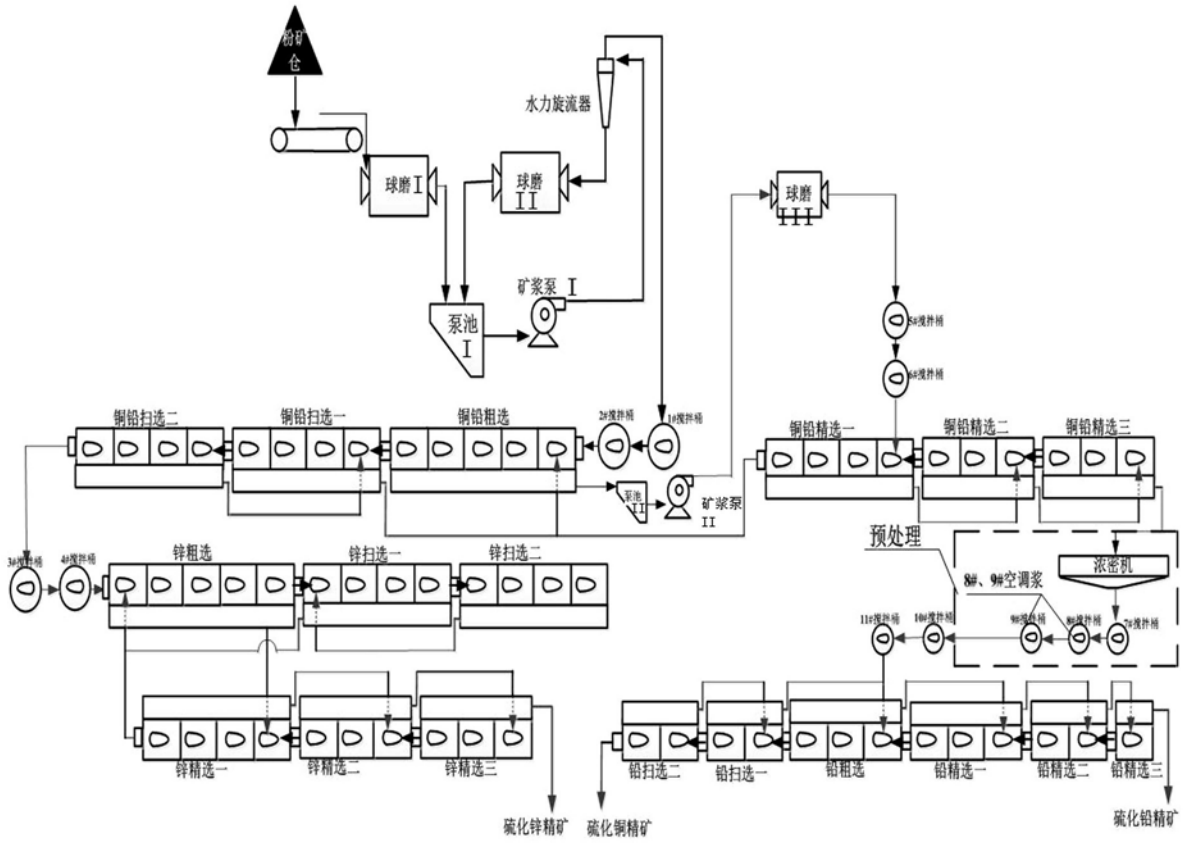 粉矿
仓
水力旋流器
球磨 I
球磨
II
球磨
III
矿浆泵 I
泵池
I
5#搅拌桶
6#搅拌桶
铜铅扫选二
铜铅扫选一
铜铅粗选
2#搅拌桶
1#搅拌桶
铜铅精选一
铜铅精选二
铜铅精选三
泵池
II
矿浆泵
II
预处理
浓密机
8#、9#空调浆
3#搅拌桶
4#搅拌桶
锌粗选
锌扫选一
锌扫选二
11#搅拌桶
10#搅拌桶
9#搅拌桶
8#搅拌桶
7#搅拌桶
锌精选一
锌精选二
锌精选三
铅扫选二
铅扫选一
铅粗选
铅精选一
铅精选二
铅精选三
硫化锌精矿
硫化铜精矿
硫化铅精矿